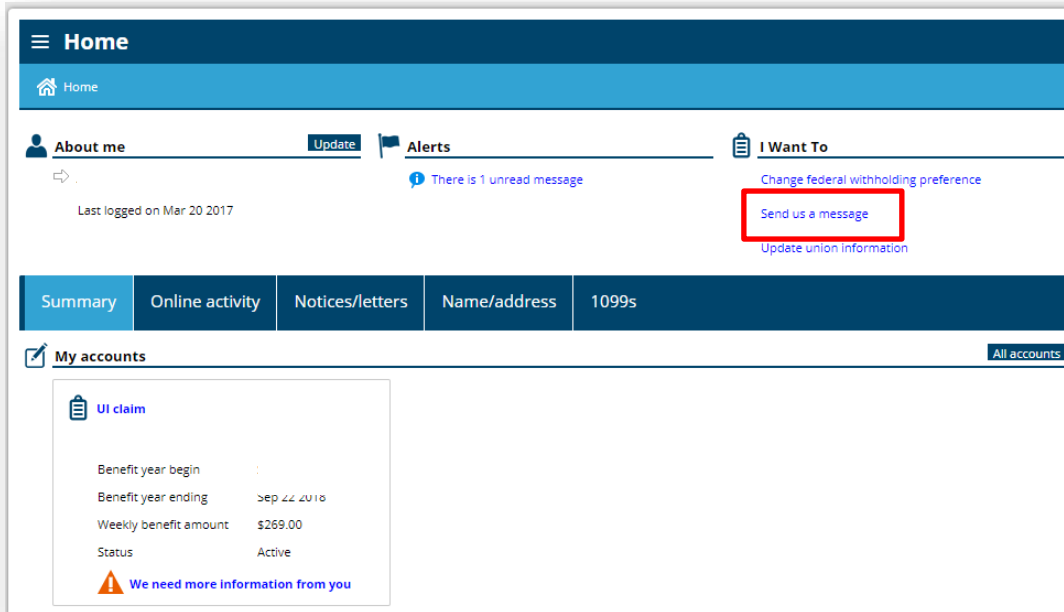 Home
Home
About me
Update
Last logged on Mar 20 2017
Alerts
There is 1 unread message
I Want To
Change federal withholding preference
Send us a message
Update union information
Summary Online activity Notices/letters Name/address 1099s
My accounts
All accounts
UI claim
Benefit year begin
Benefit year ending Sep 22 2018
Weekly benefit amount $269.00
Status Active
We need more information from you